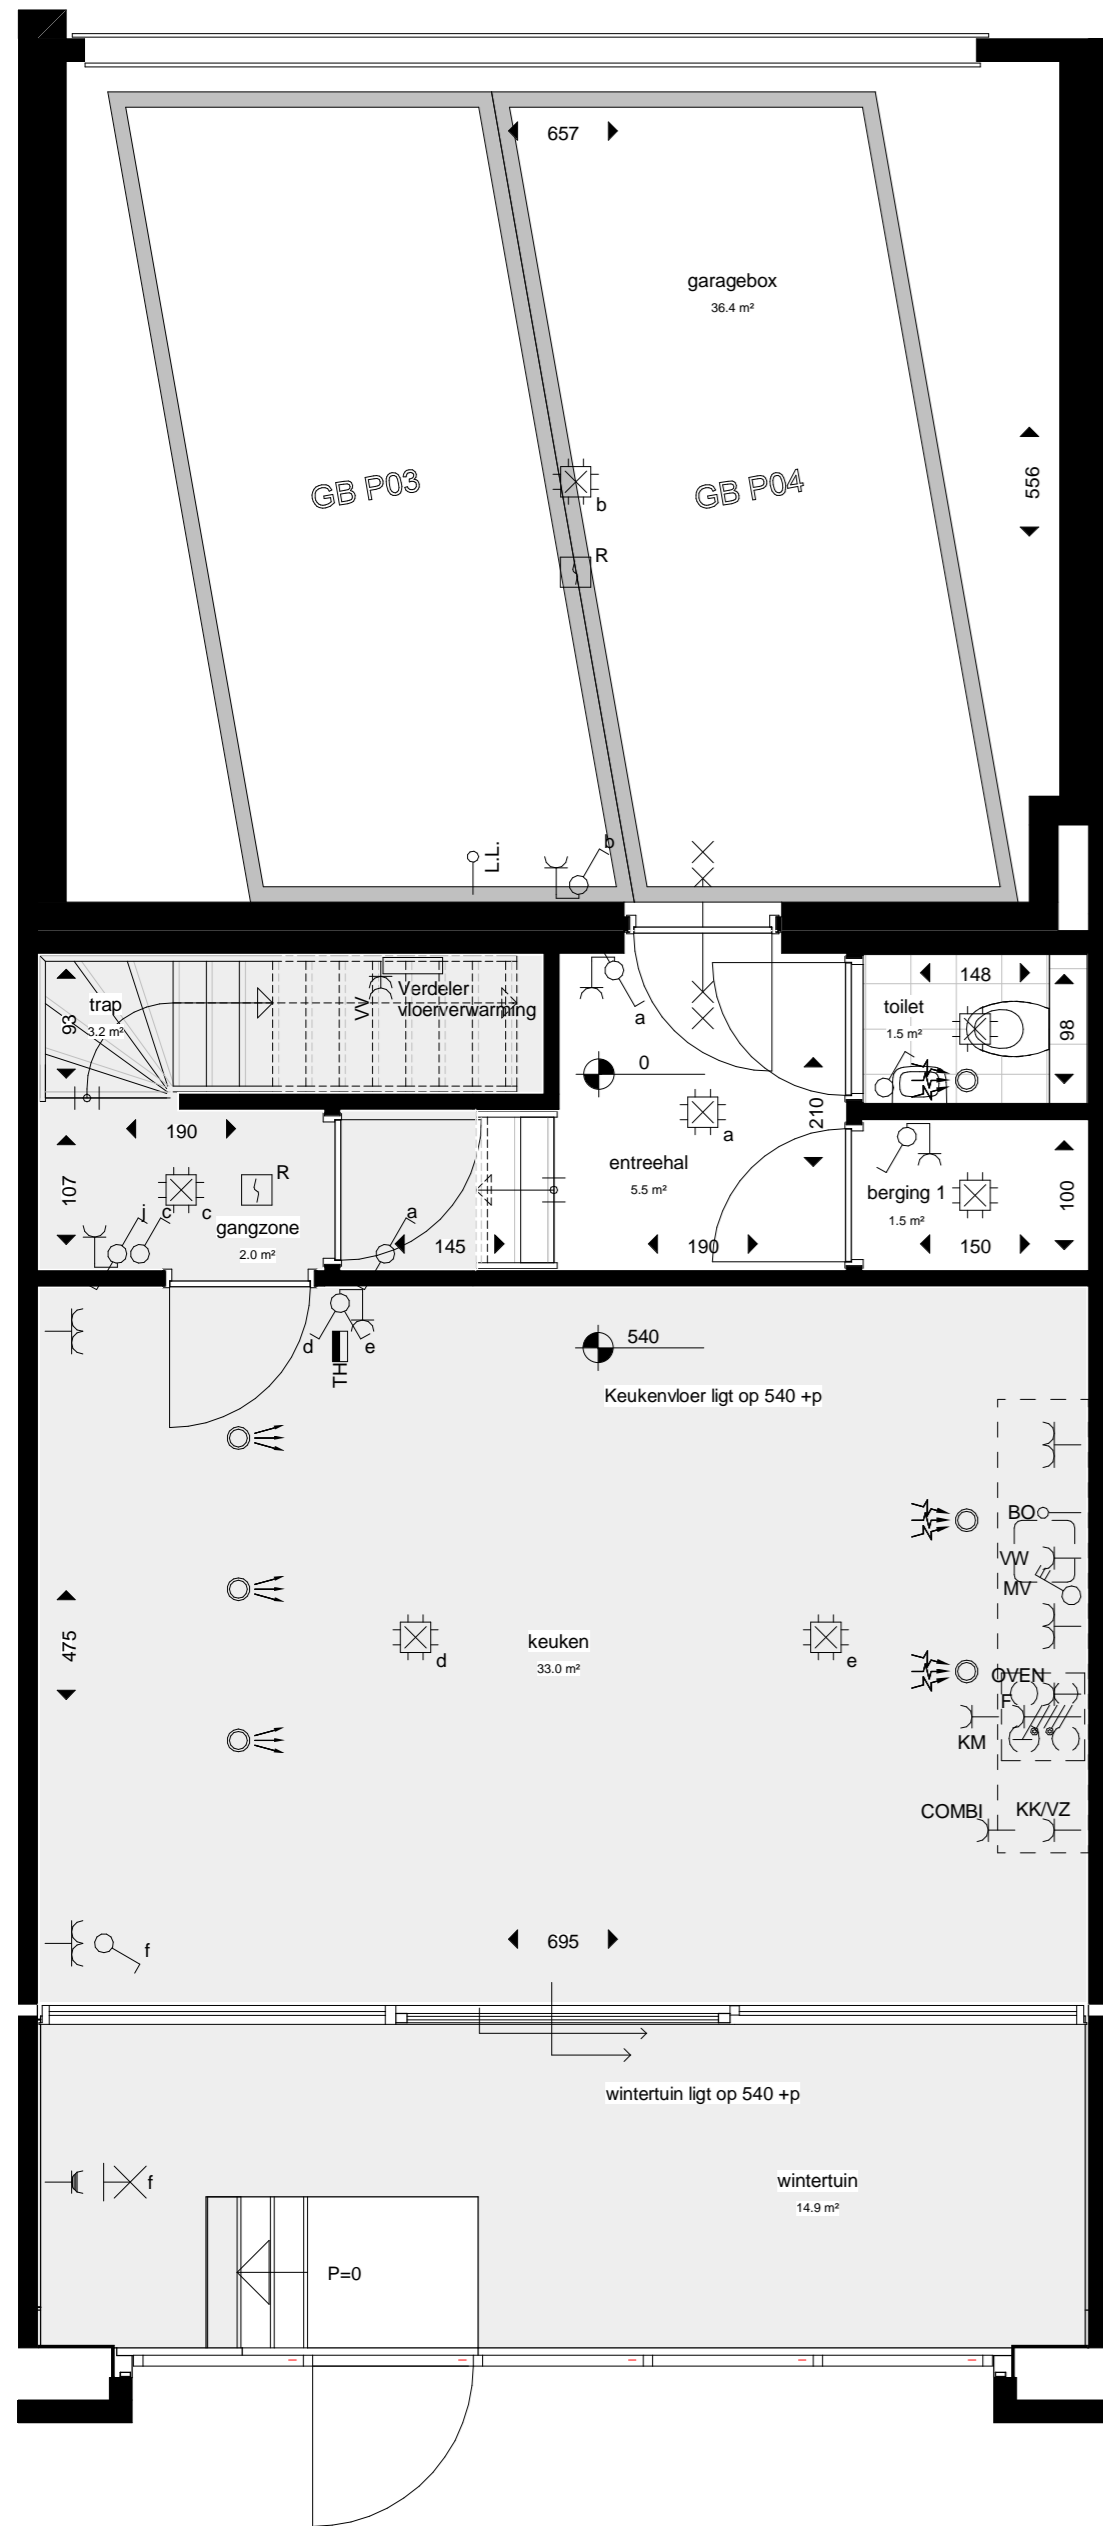 657
garagebox
36.4 m²
556
GB P03
GB P04
b
R
L.L.
b
trap
3.2 m²
93
VV
Verdeler
vloerverwarming
a
0
210
148
toilet
1.5 m²
98
190
107
R
j
c
c
gangzone
2.0 m²
a
145
a
entreehal
5.5 m²
190
berging 1
1.5 m²
100
150
d
e
TH
540
Keukenvloer ligt op 540 +p
BO
VW
MV
475
keuken
33.0 m²
d
e
OVEN
F
KM
COMBI
KK/VZ
f
695
wintertuin ligt op 540 +p
f
wintertuin
14.9 m²
P=0